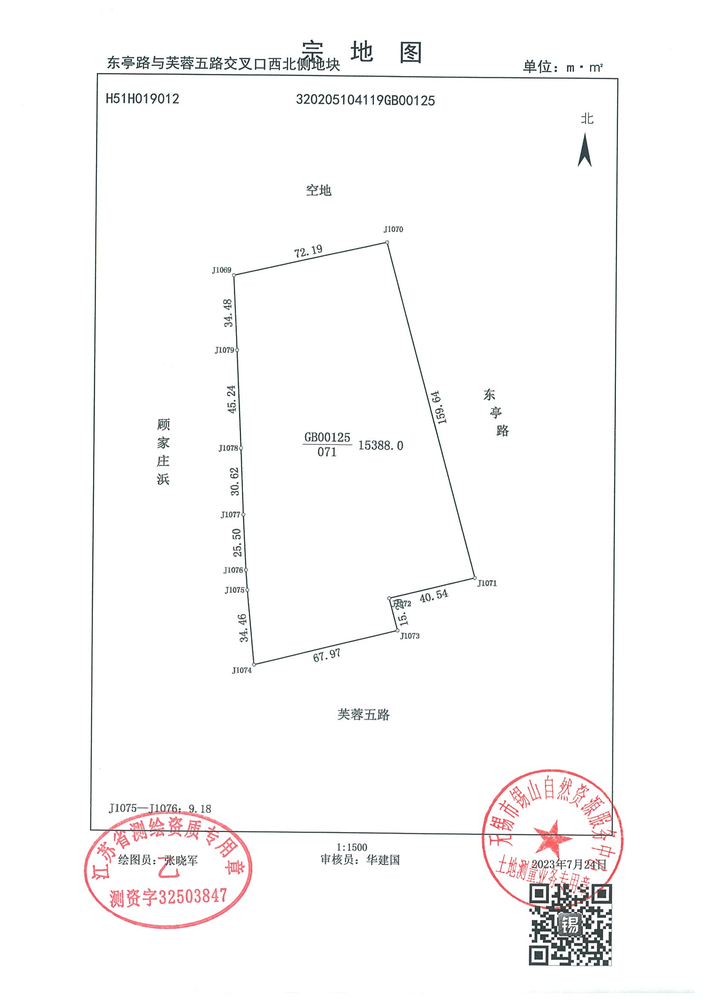 宗 地 图
东亭路与芙蓉五路交叉口西北侧地块
单位：m·㎡
H51H019012
320205104119GB00125
北
空地
J1070
72.19
J1069
34.48
J1079
159.64
45.24
东亭路
顾家庄浜
GB00125
071
15388.0
J1078
30.62
J1077
25.50
J1076
J1071
J1075
40.54
J1072
15.29
34.46
J1073
67.97
J1074
芙蓉五路
J1075—J1076：9.18
江苏省测绘资质专用章
乙
测资字32503847
绘图员：张晓军
1:1500
审核员：华建国
无锡市锡山自然资源服务中心
土地测量业务专用章
2023年7月24日
锡